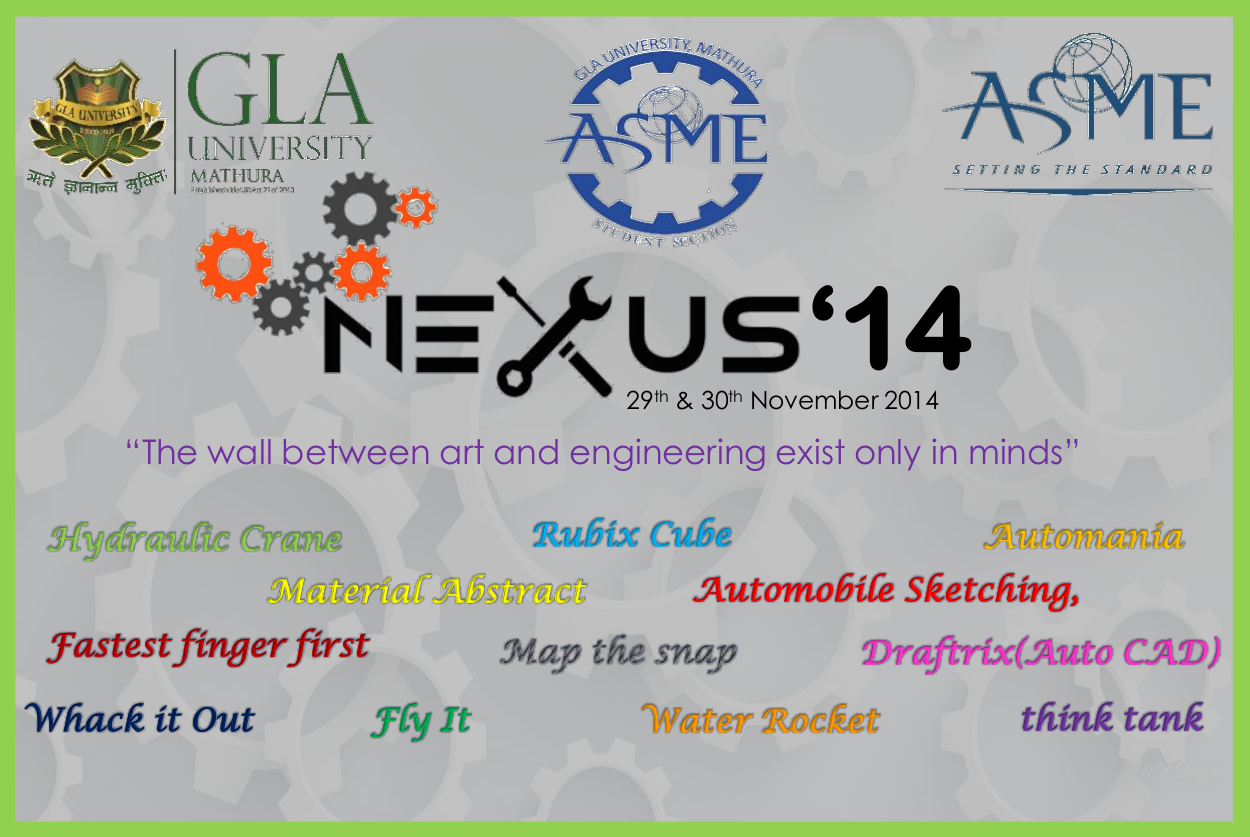 GLA UNIVERSITY
GLA
UNIVERSITY
MATHURA
ऋते ज्ञानान्न मुक्तिः
GLA UNIVERSITY, MATHURA
ASME
STUDENT SECTION
ASME
SETTING THE STANDARD
NEXUS‘14
29th & 30th November 2014
“The wall between art and engineering exist only in minds”
Hydraulic Crane Rubix Cube Automania
Material Abstract Automobile Sketching,
Fastest finger first Map the snap Draftrix(Auto CAD)
Whack it Out Fly It Water Rocket think tank